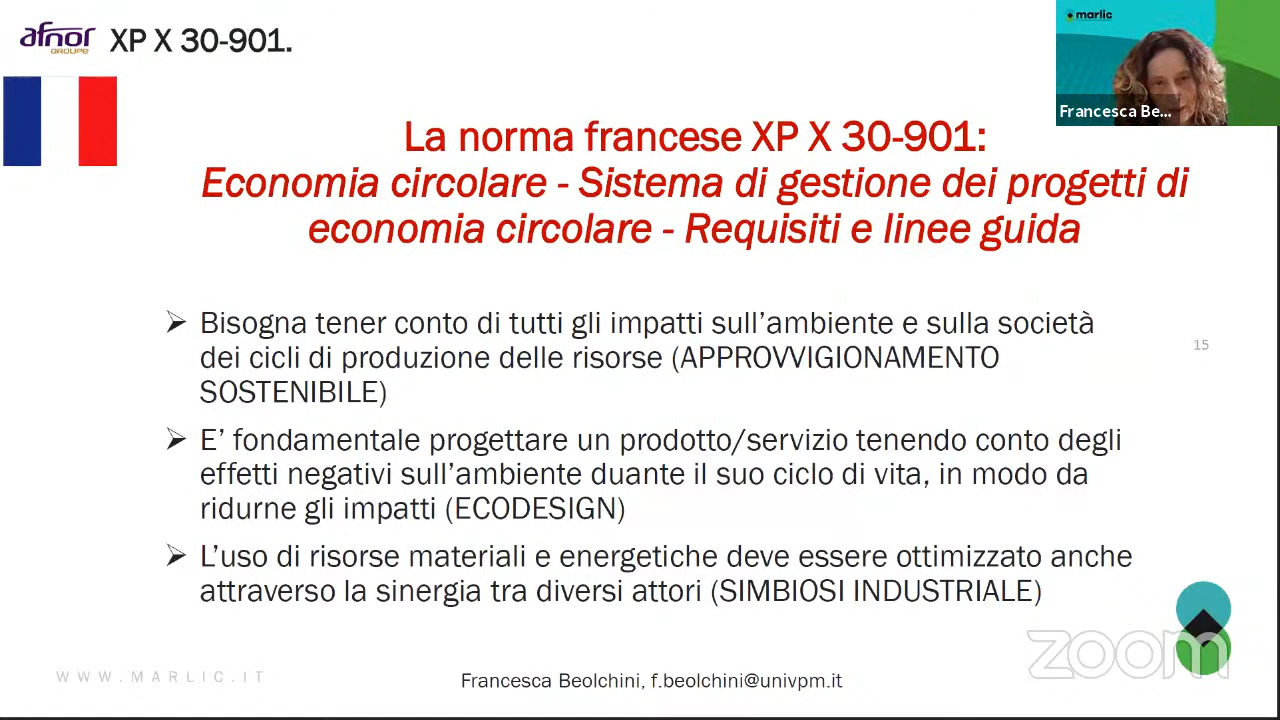 afnor
GROUPE
XP X 30-901.
marlic
Francesca Be...
La norma francese XP X 30-901:
Economia circolare - Sistema di gestione dei progetti di
economia circolare - Requisiti e linee guida
➢ Bisogna tener conto di tutti gli impatti sull’ambiente e sulla società
dei cicli di produzione delle risorse (APPROVVIGIONAMENTO
SOSTENIBILE)
15
➢ E’ fondamentale progettare un prodotto/servizio tenendo conto degli
effetti negativi sull’ambiente duante il suo ciclo di vita, in modo da
ridurne gli impatti (ECODESIGN)
➢ L’uso di risorse materiali e energetiche deve essere ottimizzato anche
attraverso la sinergia tra diversi attori (SIMBIOSI INDUSTRIALE)
zoom
WWW.MARLIC.IT
Francesca Beolchini, f.beolchini@univpm.it